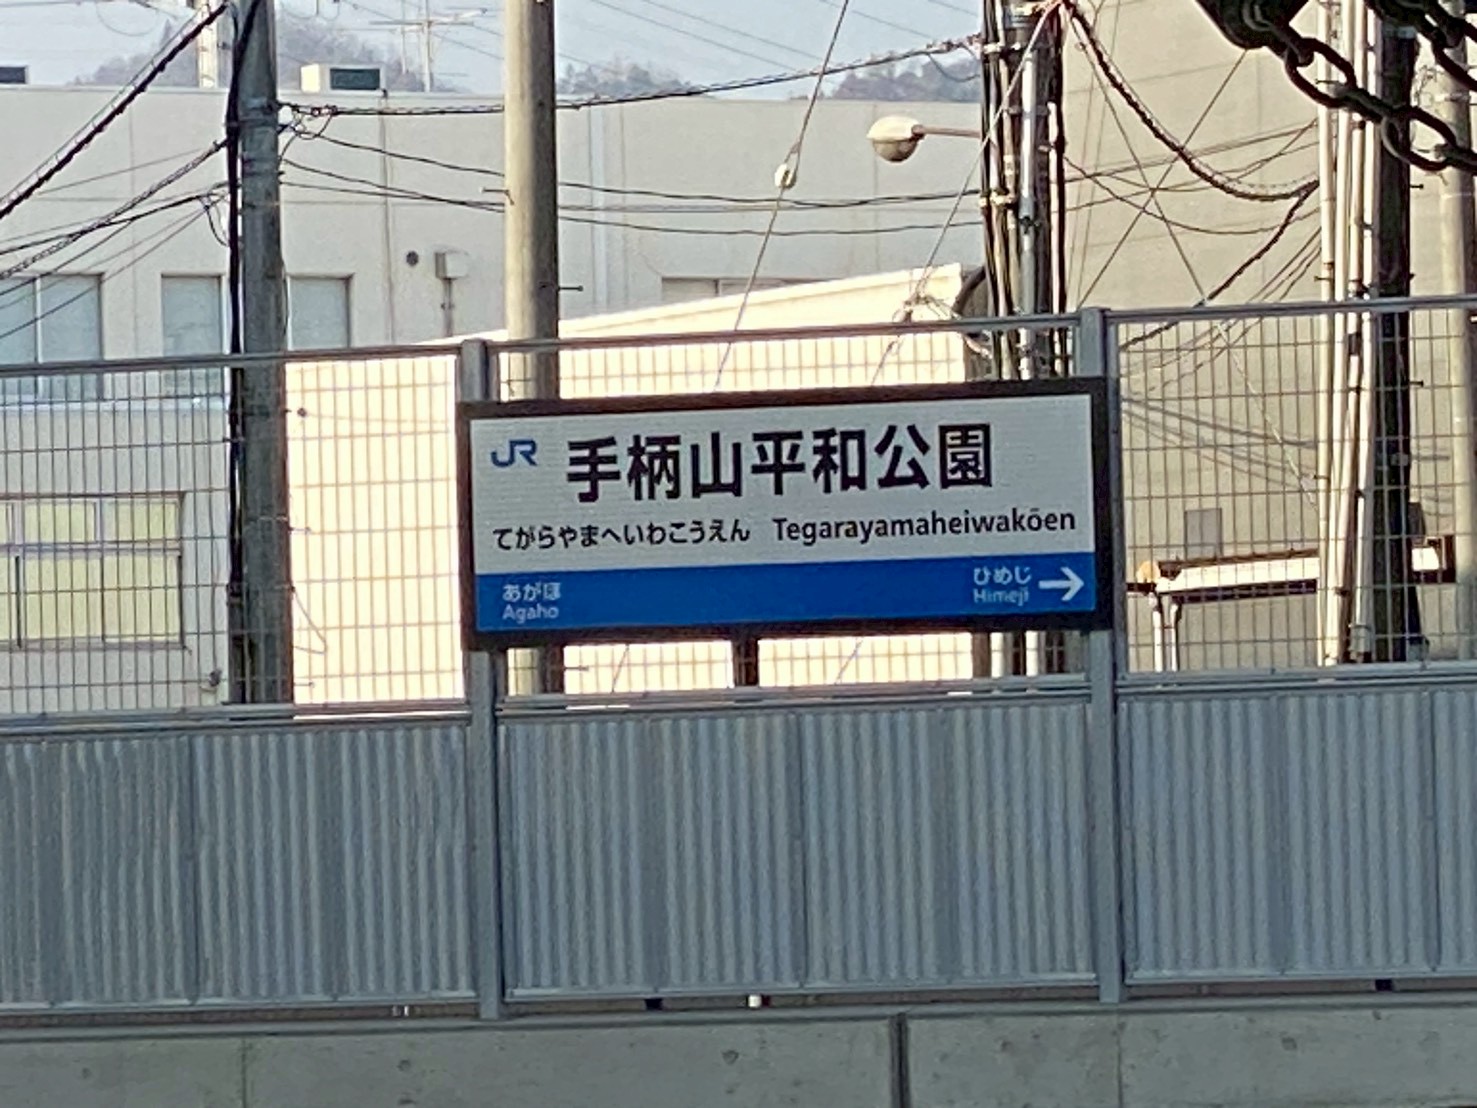 JR 手柄山平和公園
てがらやまへいわこうえん Tegarayamaheiwakōen
あがほ ひめじ →
Agaho Himeji